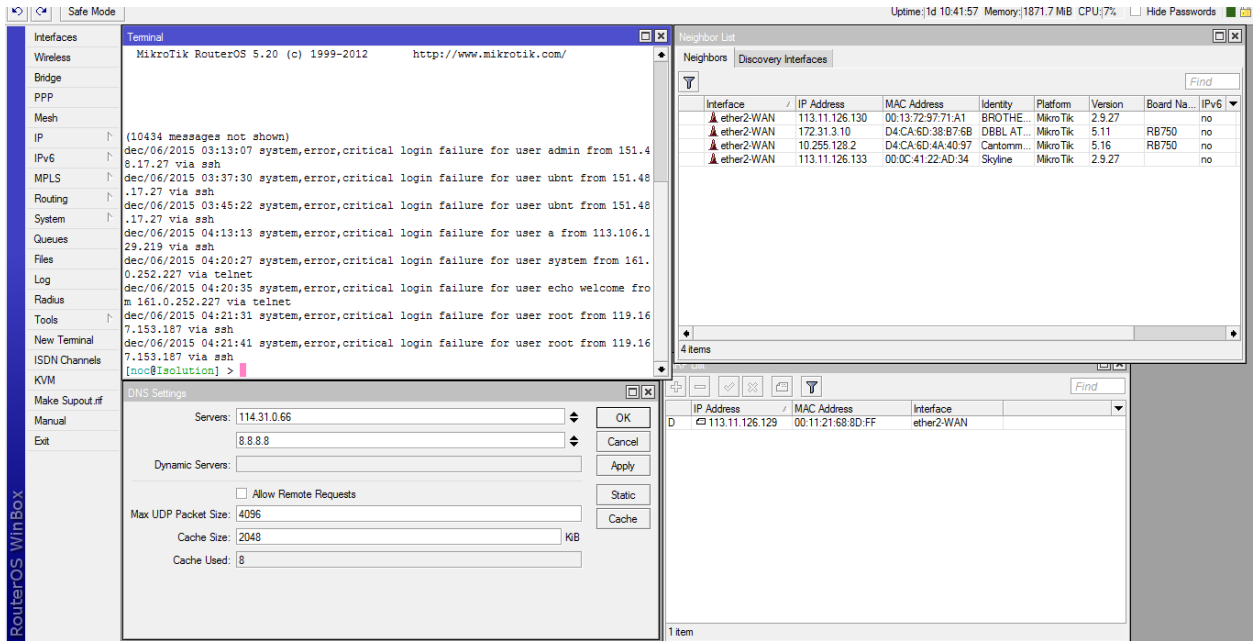 Safe Mode
Uptime: 1d 10:41:57 Memory: 1871.7 MiB CPU: 7% Hide Passwords
RouterOS WinBox
Interfaces
Wireless
Bridge
PPP
Mesh
IP
IPv6
MPLS
Routing
System
Queues
Files
Log
Radius
Tools
New Terminal
ISDN Channels
KVM
Make Supout.rif
Manual
Exit
Terminal
MikroTik RouterOS 5.20 (c) 1999-2012 http://www.mikrotik.com/
(10434 messages not shown)
dec/06/2015 03:13:07 system,error,critical login failure for user admin from 151.4
8.17.27 via ssh
dec/06/2015 03:37:30 system,error,critical login failure for user ubnt from 151.48
.17.27 via ssh
dec/06/2015 03:45:22 system,error,critical login failure for user ubnt from 151.48
.17.27 via ssh
dec/06/2015 04:13:13 system,error,critical login failure for user a from 113.106.1
29.219 via ssh
dec/06/2015 04:20:27 system,error,critical login failure for user system from 161.
0.252.227 via telnet
dec/06/2015 04:20:35 system,error,critical login failure for user echo welcome fro
m 161.0.252.227 via telnet
dec/06/2015 04:21:31 system,error,critical login failure for user root from 119.16
7.153.187 via ssh
dec/06/2015 04:21:41 system,error,critical login failure for user root from 119.16
7.153.187 via ssh
[noc@Isolution] >
Neighbor List
Neighbors Discovery Interfaces
Find
Interface IP Address MAC Address Identity Platform Version Board Na... IPv6
ether2-WAN 113.11.126.130 00:13:72:97:71:A1 BROTHE... MikroTik 2.9.27 no
ether2-WAN 172.31.3.10 D4:CA:6D:38:B7:6B DBBL AT... MikroTik 5.11 RB750 no
ether2-WAN 10.255.128.2 D4:CA:6D:4A:40:97 Cantomm... MikroTik 5.16 RB750 no
ether2-WAN 113.11.126.133 00:0C:41:22:AD:34 Skyline MikroTik 2.9.27 no
4 items
DNS Settings
Servers: 114.31.0.66
8.8.8.8
Dynamic Servers:
Allow Remote Requests
Max UDP Packet Size: 4096
Cache Size: 2048 KiB
Cache Used: 8
OK
Cancel
Apply
Static
Cache
List
Find
IP Address MAC Address Interface
D 113.11.126.129 00:11:21:68:8D:FF ether2-WAN
1 item